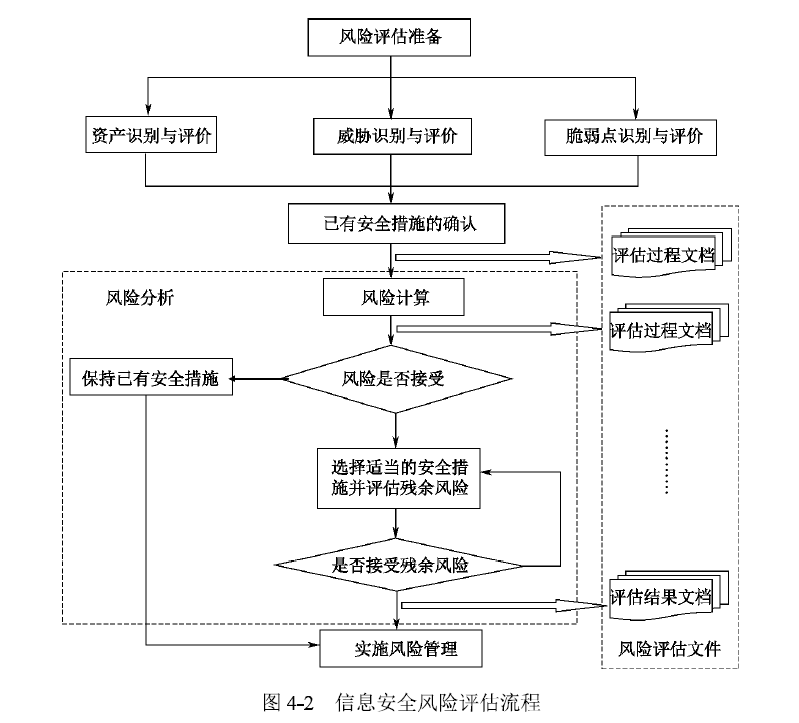 风险评估准备
资产识别与评价
威胁识别与评价
脆弱点识别与评价
已有安全措施的确认
评估过程文档
风险分析
风险计算
评估过程文档
保持已有安全措施
风险是否接受
选择适当的安全措
施并评估残余风险
是否接受残余风险
评估结果文档
实施风险管理
风险评估文件
图 4-2 信息安全风险评估流程